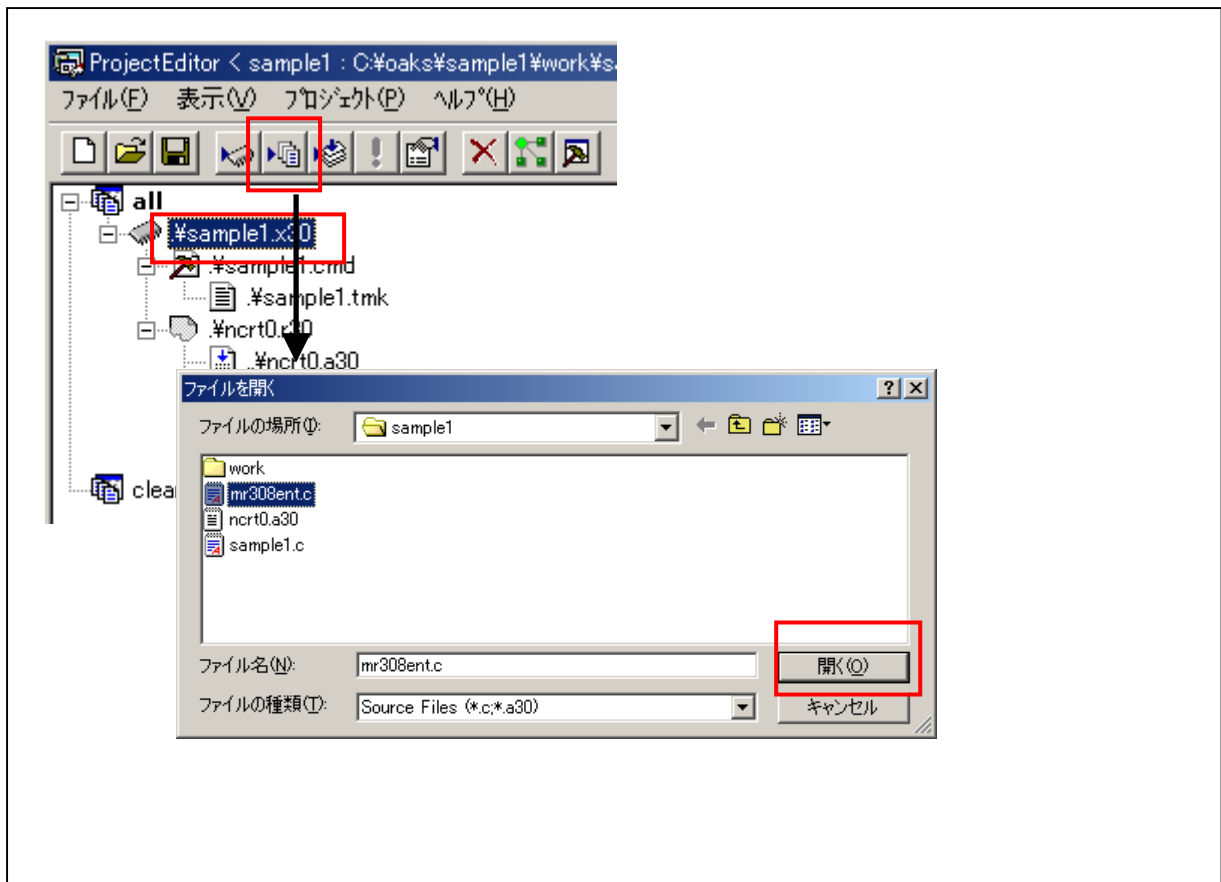 ProjectEditor < sample1 : C:¥oaks¥sample1¥work¥s
ファイル(F) 表示(V) プロジェクト(P) ヘルプ(H)
all
.¥sample1.x30
.¥sample1.cmd
.¥sample1.tmk
.¥ncrt0.r30
..¥ncrt0.a30
clea
ファイルを開く
ファイルの場所(I): sample1
work
mr308ent.c
ncrt0.a30
sample1.c
ファイル名(N): mr308ent.c 開く(O)
ファイルの種類(T): Source Files (*.c;*.a30) キャンセル